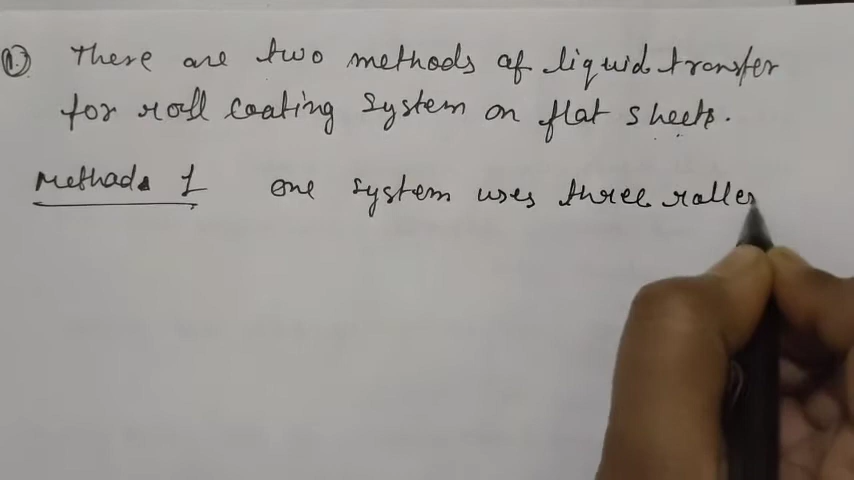 1.) There are two methods of liquid transfer
for roll coating system on flat sheets.
Method 1 one system uses three roller